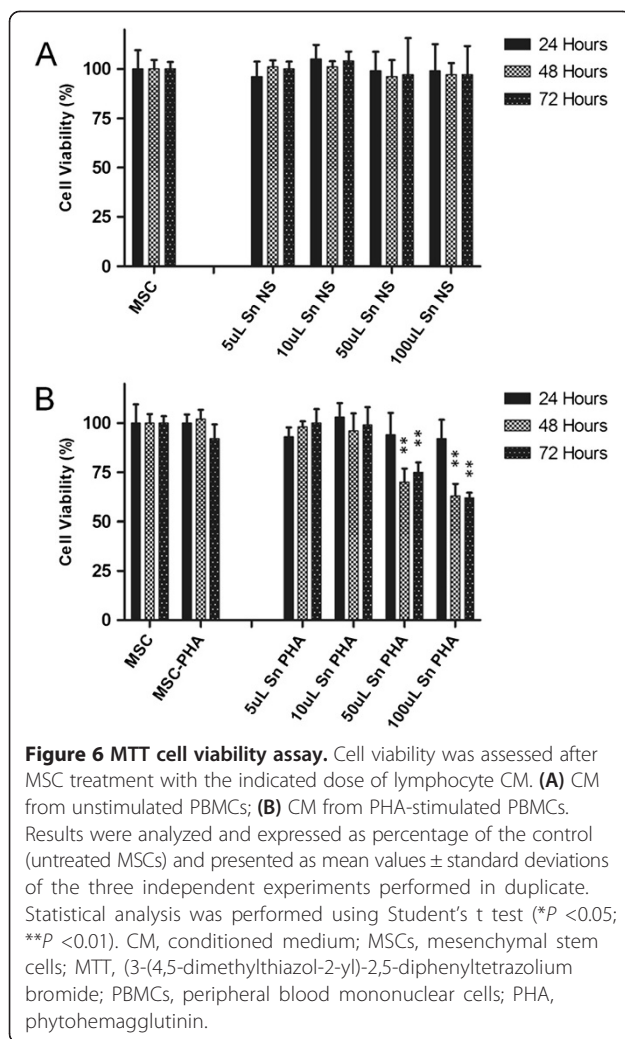 A
Cell Viability (%)
100
75
50
25
0
24 Hours
48 Hours
72 Hours
MSC
5uL Sn NS
10uL Sn NS
50uL Sn NS
100uL Sn NS
B
Cell Viability (%)
100
75
50
25
0
24 Hours
48 Hours
72 Hours
**
**
**
**
MSC
MSC-PHA
5uL Sn PHA
10uL Sn PHA
50uL Sn PHA
100uL Sn PHA
Figure 6 MTT cell viability assay. Cell viability was assessed after
MSC treatment with the indicated dose of lymphocyte CM. (A) CM
from unstimulated PBMCs; (B) CM from PHA-stimulated PBMCs.
Results were analyzed and expressed as percentage of the control
(untreated MSCs) and presented as mean values ± standard deviations
of the three independent experiments performed in duplicate.
Statistical analysis was performed using Student's t test (*P <0.05;
**P <0.01). CM, conditioned medium; MSCs, mesenchymal stem
cells; MTT, (3-(4,5-dimethylthiazol-2-yl)-2,5-diphenyltetrazolium
bromide; PBMCs, peripheral blood mononuclear cells; PHA,
phytohemagglutinin.